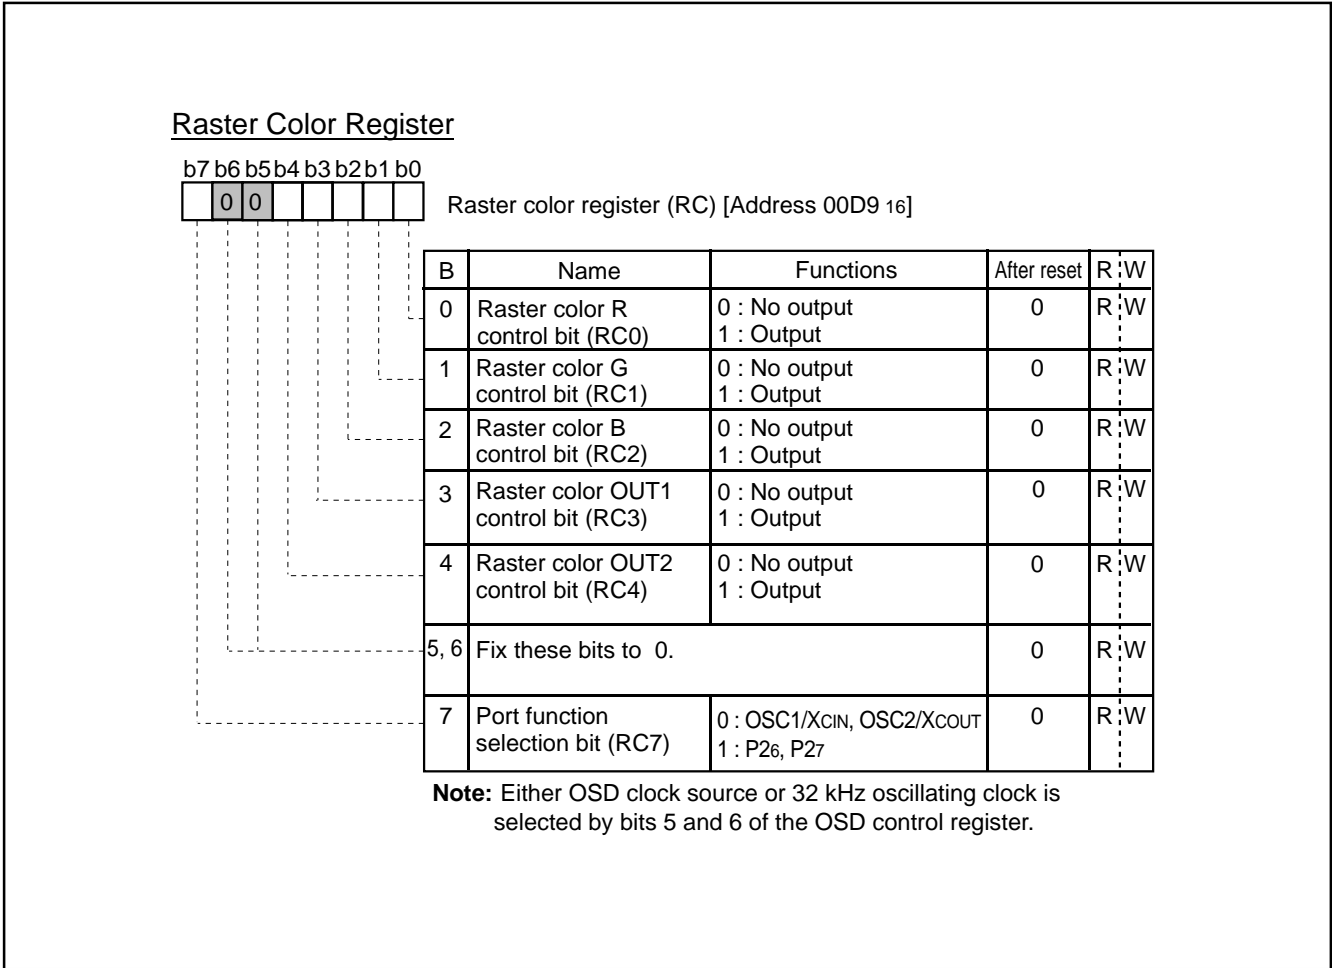 Raster Color Register
b7 b6 b5 b4 b3 b2 b1 b0
0 0
Raster color register (RC) [Address 00D9 16]
B Name Functions After reset R W
0 Raster color R 0 : No output 0 R W
control bit (RC0) 1 : Output
1 Raster color G 0 : No output 0 R W
control bit (RC1) 1 : Output
2 Raster color B 0 : No output 0 R W
control bit (RC2) 1 : Output
3 Raster color OUT1 0 : No output 0 R W
control bit (RC3) 1 : Output
4 Raster color OUT2 0 : No output 0 R W
control bit (RC4) 1 : Output
5, 6 Fix these bits to 0. 0 R W
7 Port function 0 : OSC1/XCIN, OSC2/XCOUT 0 R W
selection bit (RC7) 1 : P26, P27
Note: Either OSD clock source or 32 kHz oscillating clock is
selected by bits 5 and 6 of the OSD control register.